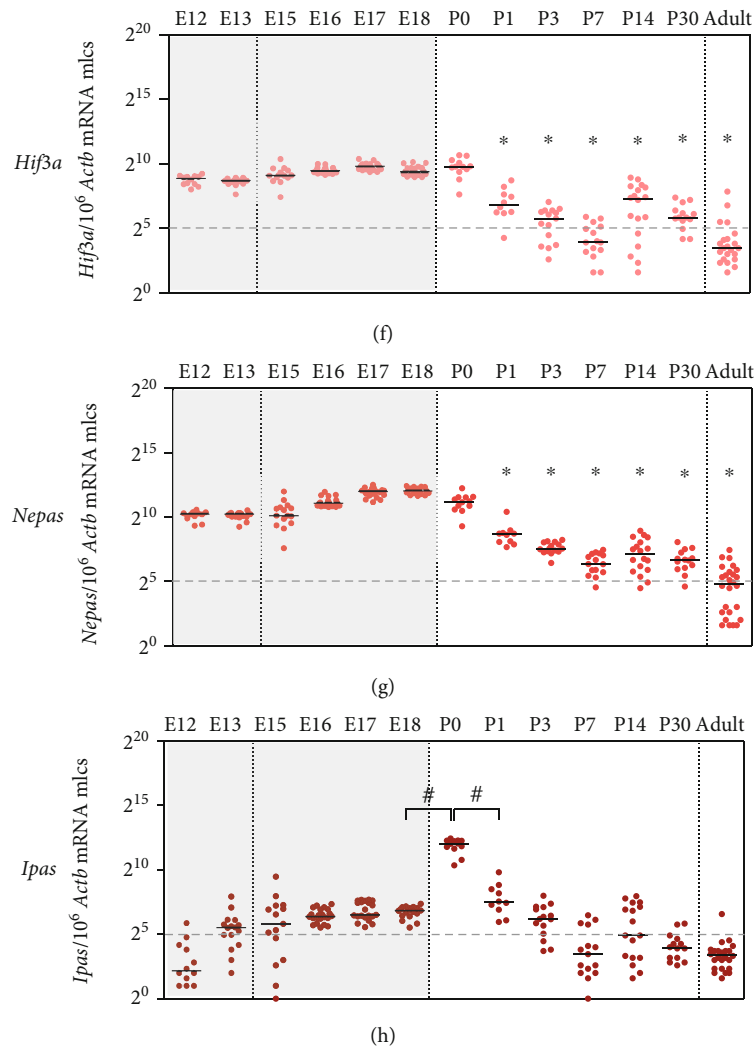 E12 E13 E15 E16 E17 E18 P0 P1 P3 P7 P14 P30 Adult
2^20
2^15
2^10
2^5
2^0
Hif3a
Hif3a/10^6 Actb mRNA mlcs
* * * * * *
(f)
E12 E13 E15 E16 E17 E18 P0 P1 P3 P7 P14 P30 Adult
2^20
2^15
2^10
2^5
2^0
Nepas
Nepas/10^6 Actb mRNA mlcs
* * * * * *
(g)
E12 E13 E15 E16 E17 E18 P0 P1 P3 P7 P14 P30 Adult
2^20
2^15
2^10
2^5
2^0
Ipas
Ipas/10^6 Actb mRNA mlcs
# #
(h)